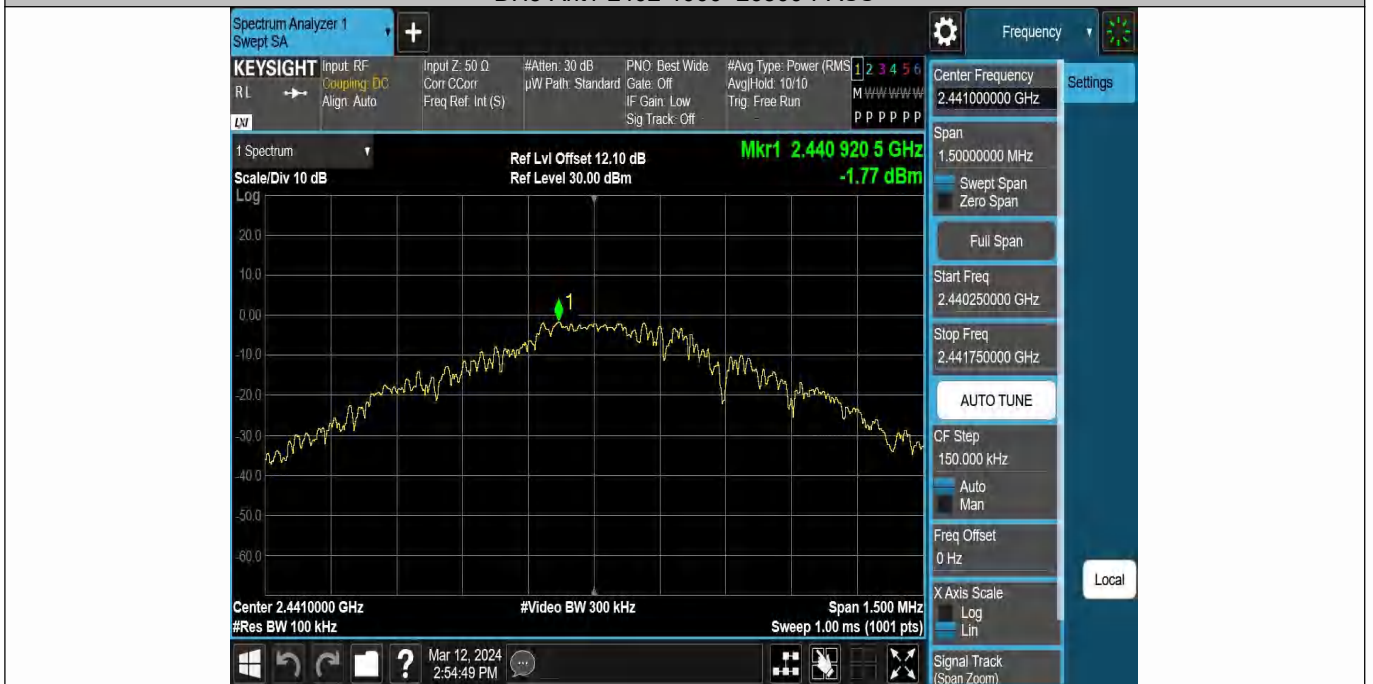 Spectrum Analyzer 1
Swept SA
Frequency
KEYSIGHT
RL
LXI
Input: RF
Coupling: DC
Align: Auto
Input Z: 50 Ω
Corr CCorr
Freq Ref: Int (S)
#Atten: 30 dB
µW Path: Standard
PNO: Best Wide
Gate: Off
IF Gain: Low
Sig Track: Off
#Avg Type: Power (RMS
Avg|Hold: 10/10
Trig: Free Run
1 2 3 4 5 6
M W W W W W
P P P P P P
1 Spectrum
Scale/Div 10 dB
Log
Ref Lvl Offset 12.10 dB
Ref Level 30.00 dBm
Mkr1 2.440 920 5 GHz
-1.77 dBm
20.0
10.0
0.00
-10.0
-20.0
-30.0
-40.0
-50.0
-60.0
1
Center 2.4410000 GHz
#Res BW 100 kHz
#Video BW 300 kHz
Span 1.500 MHz
Sweep 1.00 ms (1001 pts)
Mar 12, 2024
2:54:49 PM
Center Frequency
2.441000000 GHz
Settings
Span
1.50000000 MHz
Swept Span
Zero Span
Full Span
Start Freq
2.440250000 GHz
Stop Freq
2.441750000 GHz
AUTO TUNE
CF Step
150.000 kHz
Auto
Man
Freq Offset
0 Hz
X Axis Scale
Log
Lin
Local
Signal Track
(Span Zoom)